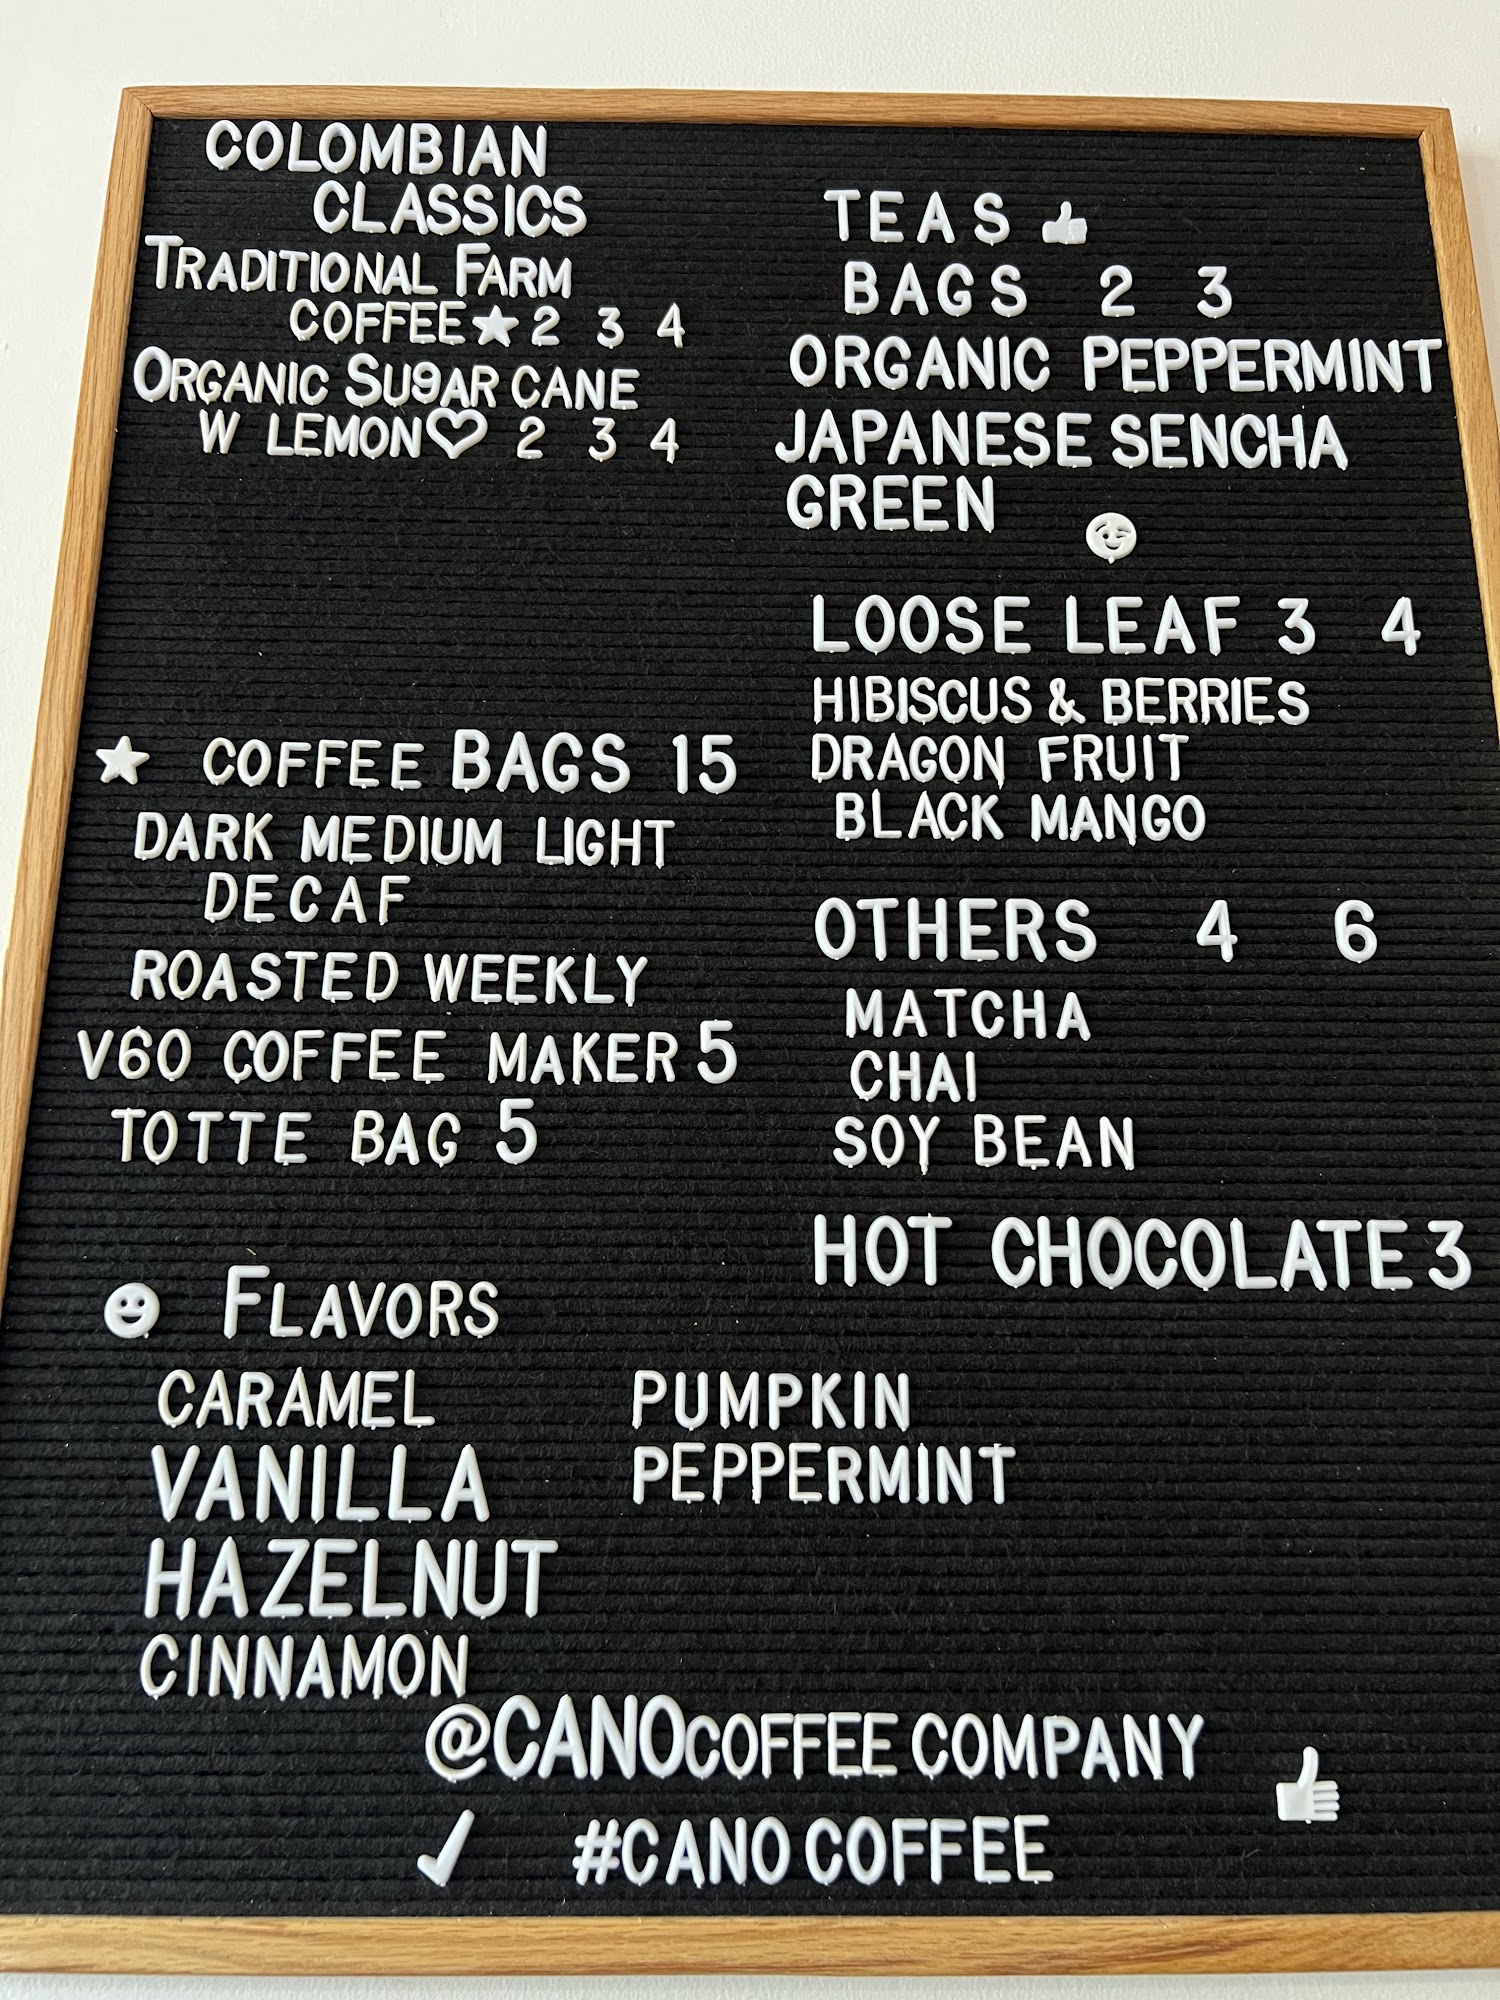 COLOMBIAN
CLASSICS
TRADITIONAL FARM
COFFEE★2 3 4
ORGANIC SU9AR CANE
W LEMON♡ 2 3 4
★ COFFEE BAGS 15
DARK MEDIUM LIGHT
DECAF
ROASTED WEEKLY
V60 COFFEE MAKER 5
TOTTE BAG 5
FLAVORS
CARAMEL
VANILLA
HAZELNUT
CINNAMON
PUMPKIN
PEPPERMINT
TEAS
BAGS 2 3
ORGANIC PEPPERMINT
JAPANESE SENCHA
GREEN
LOOSE LEAF 3 4
HIBISCUS & BERRIES
DRAGON FRUIT
BLACK MANGO
OTHERS 4 6
MATCHA
CHAI
SOY BEAN
HOT CHOCOLATE 3
@CANOCOFFEE COMPANY
#CANO COFFEE